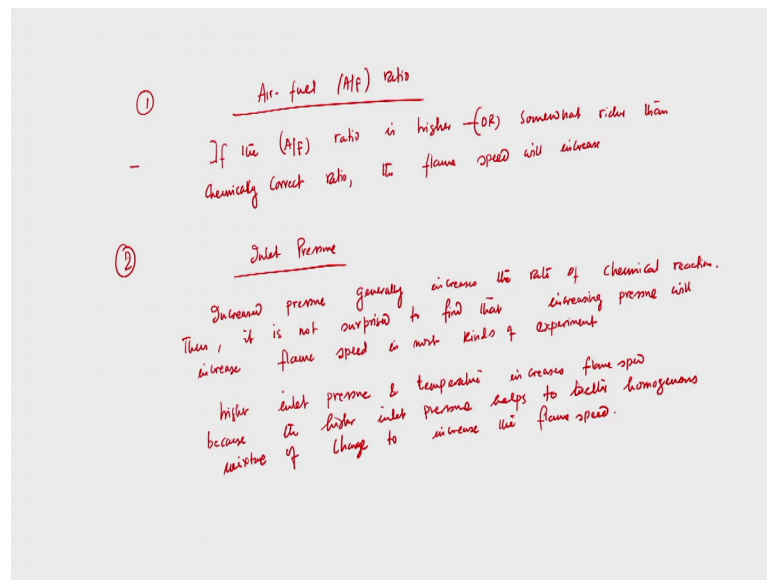 ①
Air-fuel (A/F) ratio
- If the (A/F) ratio is higher (OR) Somewhat richer than
Chemically Correct ratio, the flame speed will increase
②
Inlet Pressure
Increased pressure generally increases the rate of chemical reaction.
Thus, it is not surprised to find that increasing pressure will
increase flame speed in most kinds of experiment
higher inlet pressure & temperature increases flame speed
because the higher inlet pressure helps to better homogenous
mixture of Charge to increase the flame speed.